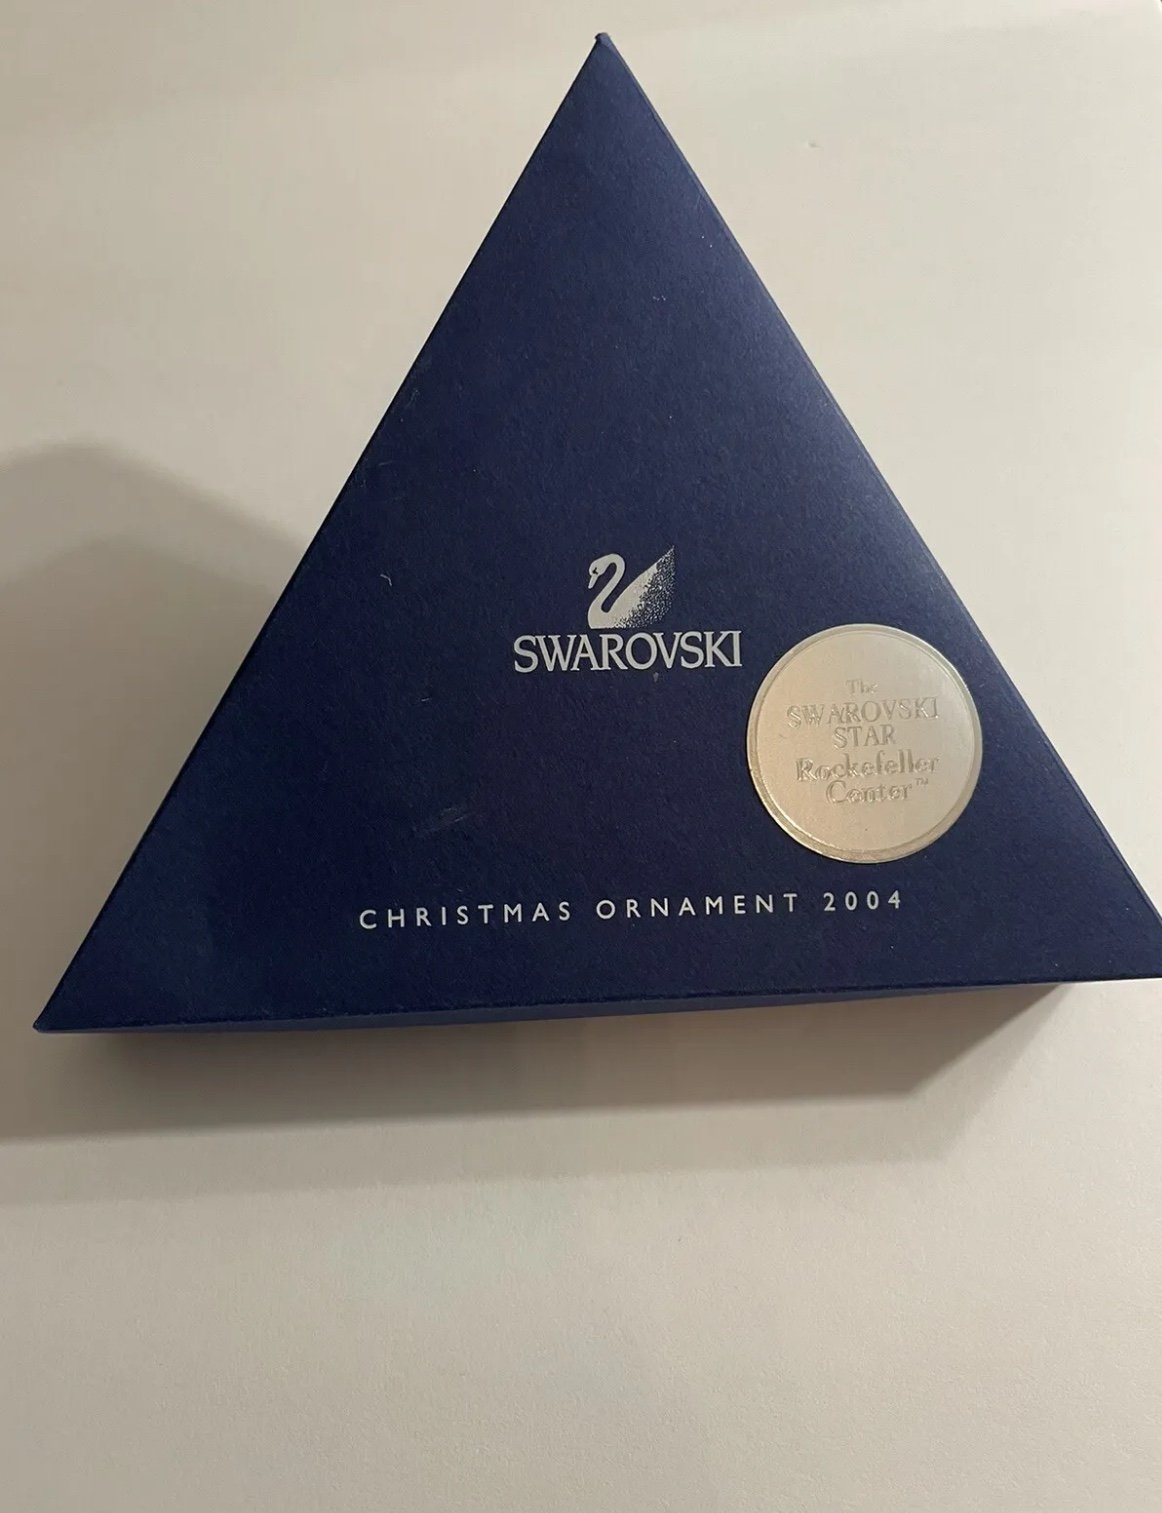 SWAROVSKI
The
SWAROVSKI
STAR
Rockefeller
Center™
CHRISTMAS ORNAMENT 2004